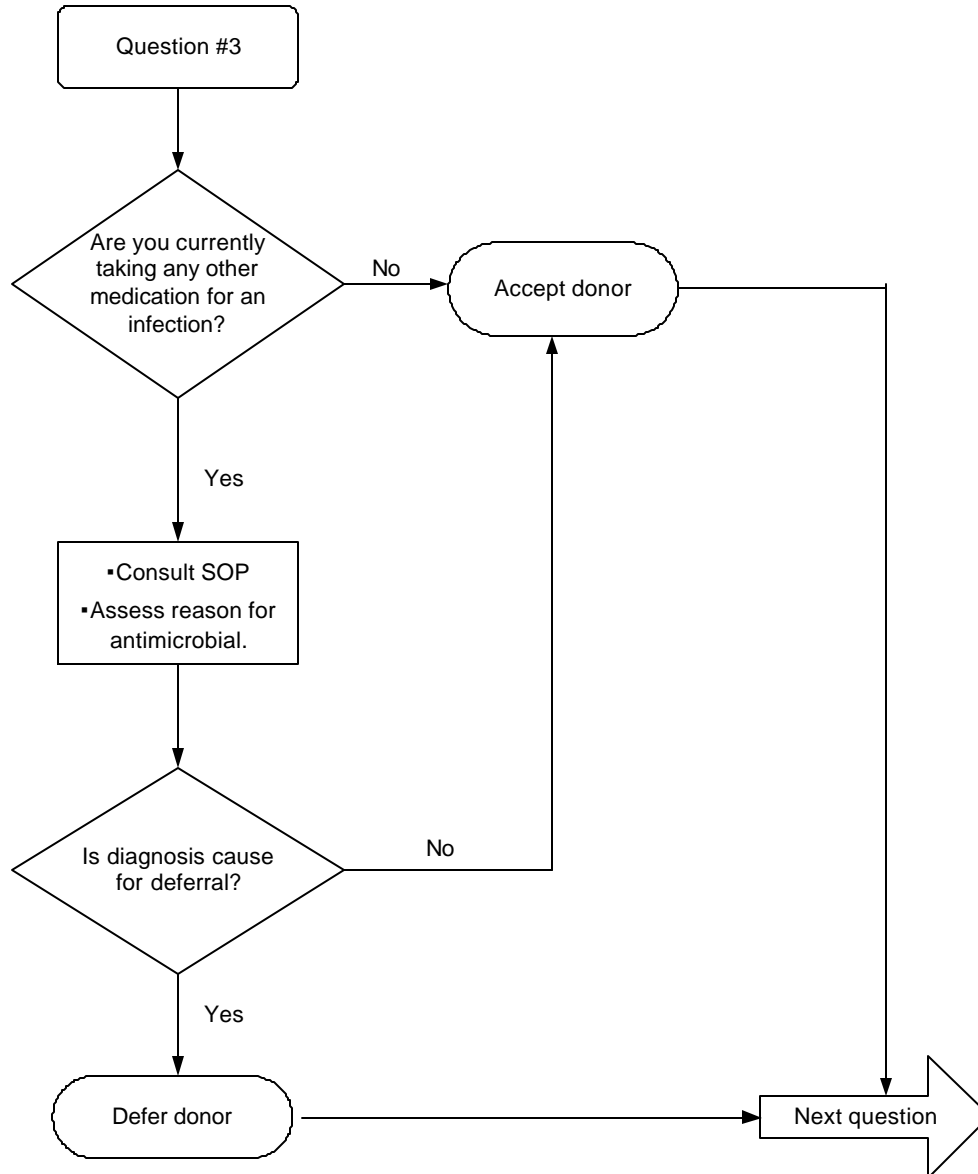 Question #3
Are you currently
taking any other
medication for an
infection?
No
Accept donor
Yes
▪Consult SOP
▪Assess reason for
antimicrobial.
Is diagnosis cause
for deferral?
No
Yes
Defer donor
Next question